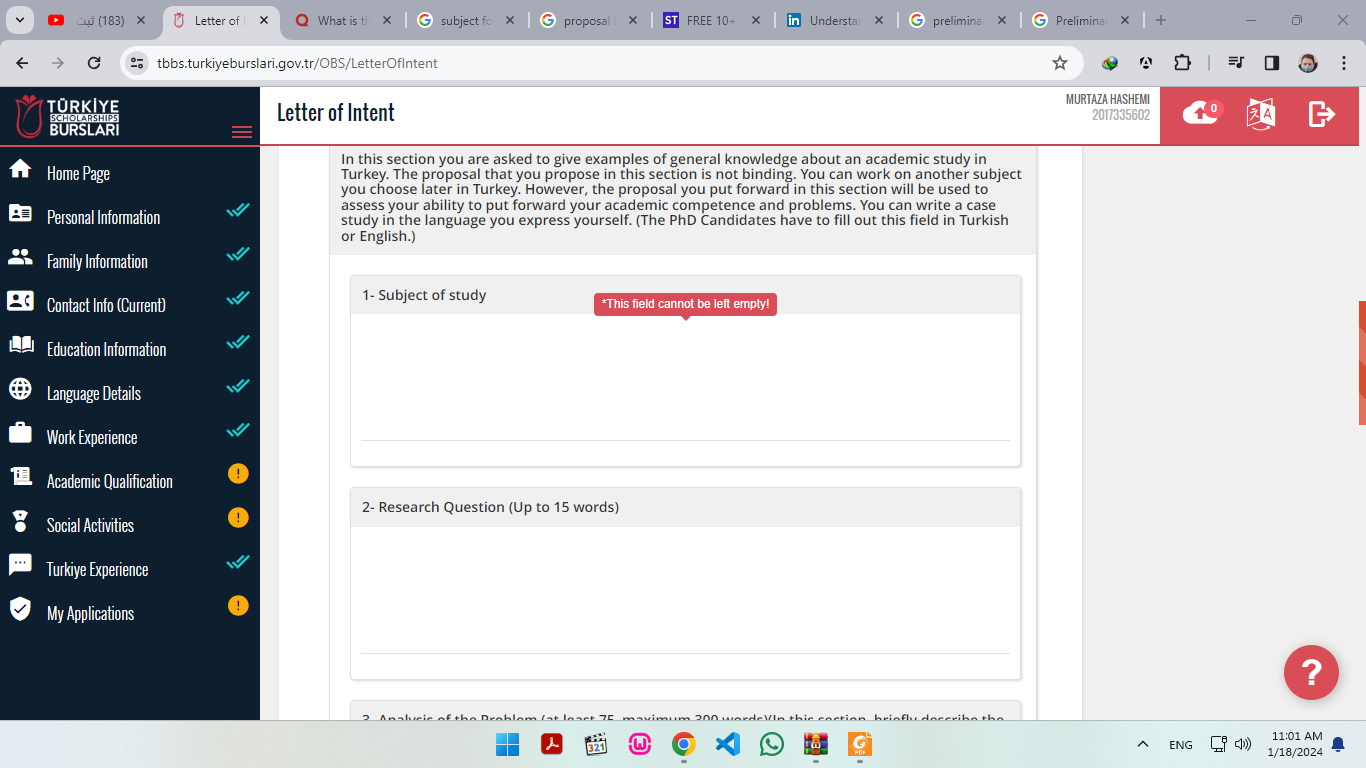 (183) ثبت
Letter of I
What is th
subject fo
proposal f
ST FREE 10+
in Understan
preliminar
Preliminar
tbbs.turkiyeburslari.gov.tr/OBS/LetterOfIntent
TÜRKİYE
SCHOLARSHIPS
BURSLARI
Letter of Intent
MURTAZA HASHEMI
2017335602
0
Home Page
Personal Information
Family Information
Contact Info (Current)
Education Information
Language Details
Work Experience
Academic Qualification
Social Activities
Turkiye Experience
My Applications
In this section you are asked to give examples of general knowledge about an academic study in
Turkey. The proposal that you propose in this section is not binding. You can work on another subject
you choose later in Turkey. However, the proposal you put forward in this section will be used to
assess your ability to put forward your academic competence and problems. You can write a case
study in the language you express yourself. (The PhD Candidates have to fill out this field in Turkish
or English.)
1- Subject of study
*This field cannot be left empty!
2- Research Question (Up to 15 words)
3- Analysis of the Problem (at least 75, maximum 300 words)(In this section, briefly describe the
?
321
PDF
ENG
11:01 AM
1/18/2024